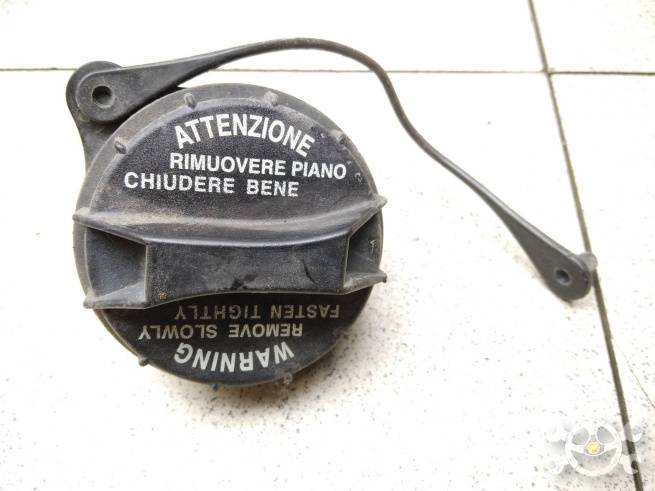 ATTENZIONE
RIMUOVERE PIANO
CHIUDERE BENE
WARNING
REMOVE SLOWLY
FASTEN TIGHTLY